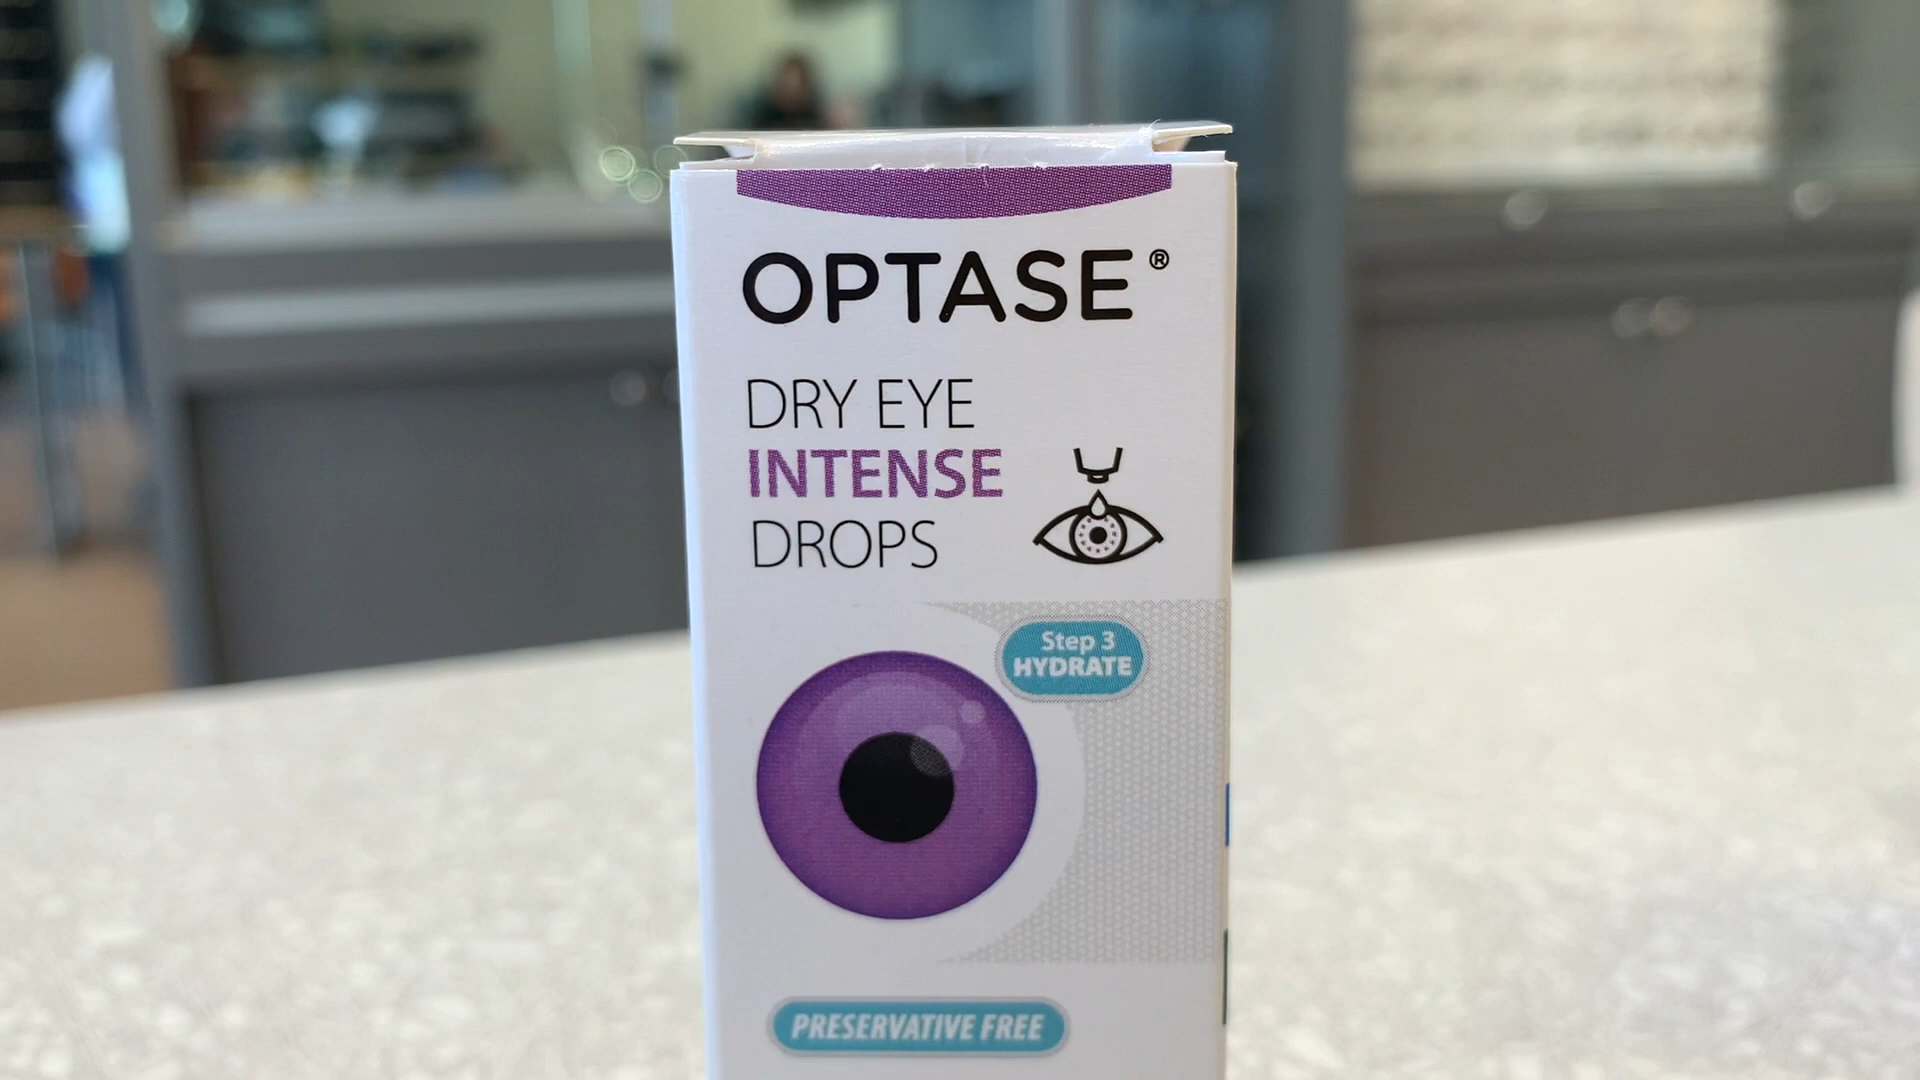 OPTASE®
DRY EYE
INTENSE
DROPS
Step 3
HYDRATE
PRESERVATIVE FREE